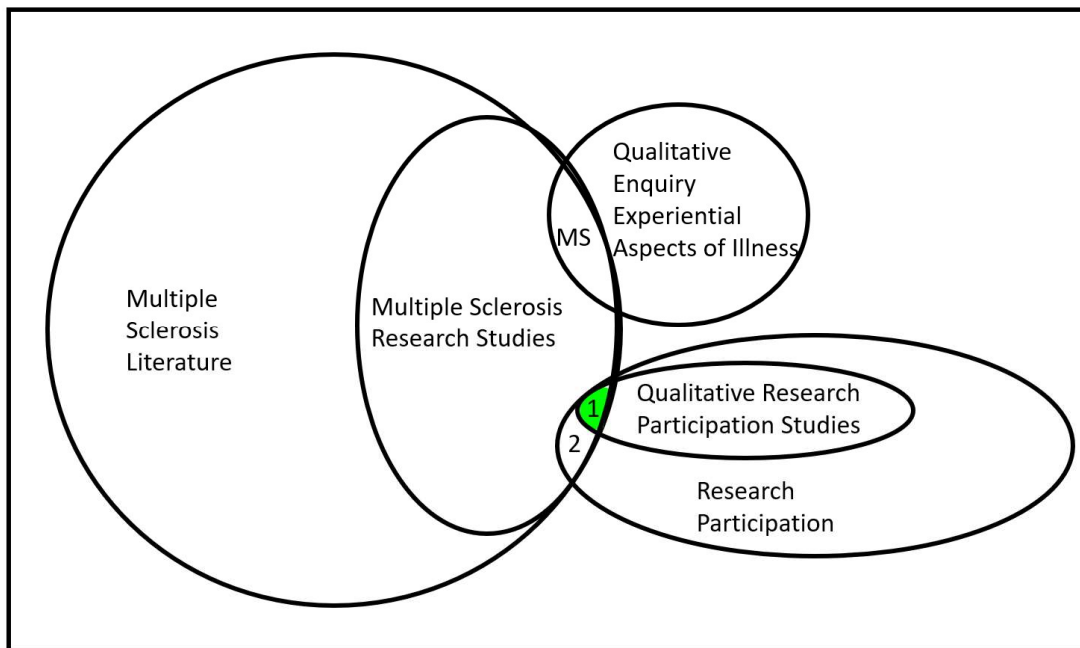 Multiple
Sclerosis
Literature
Multiple Sclerosis
Research Studies
MS
Qualitative
Enquiry
Experiential
Aspects of Illness
1
2
Qualitative Research
Participation Studies
Research
Participation